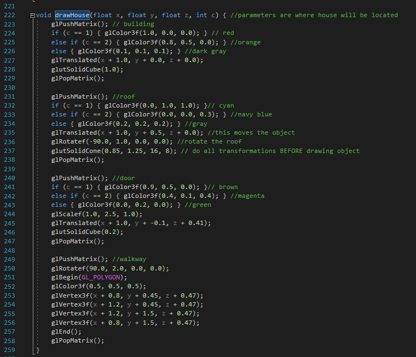 221
222 void drawHouse(float x, float y, float z, int c) { //parameters are where house will be located
223 glPushMatrix(); // building
224 if (c == 1) { glColor3f(1.0, 0.0, 0.0); } // red
225 else if (c == 2) { glColor3f(0.8, 0.5, 0.0); } //orange
226 else { glColor3f(0.1, 0.1, 0.1); } //dark gray
227 glTranslated(x + 1.0, y + 0.0, z + 0.0);
228 glutSolidCube(1.0);
229 glPopMatrix();
230
231 glPushMatrix(); //roof
232 if (c == 1) { glColor3f(0.0, 1.0, 1.0); }// cyan
233 else if (c == 2) { glColor3f(0.0, 0.0, 0.3); } //navy blue
234 else { glColor3f(0.2, 0.2, 0.2); } //gray
235 glTranslated(x + 1.0, y + 0.5, z + 0.0); //this moves the object
236 glRotatef(-90.0, 1.0, 0.0, 0.0); //rotate the roof
237 glutSolidCone(0.85, 1.25, 16, 8); // do all transformations BEFORE drawing object
238 glPopMatrix();
239
240 glPushMatrix(); //door
241 if (c == 1) { glColor3f(0.9, 0.5, 0.0); }// brown
242 else if (c == 2) { glColor3f(0.4, 0.1, 0.4); } //magenta
243 else { glColor3f(0.0, 0.2, 0.0); } //green
244 glScalef(1.0, 2.5, 1.0);
245 glTranslated(x + 1.0, y + -0.1, z + 0.41);
246 glutSolidCube(0.2);
247 glPopMatrix();
248
249 glPushMatrix(); //walkway
250 glRotatef(90.0, 2.0, 0.0, 0.0);
251 glBegin(GL_POLYGON);
252 glColor3f(0.5, 0.5, 0.5);
253 glVertex3f(x + 0.8, y + 0.45, z + 0.47);
254 glVertex3f(x + 1.2, y + 0.45, z + 0.47);
255 glVertex3f(x + 1.2, y + 1.5, z + 0.47);
256 glVertex3f(x + 0.8, y + 1.5, z + 0.47);
257 glEnd();
258 glPopMatrix();
259 }